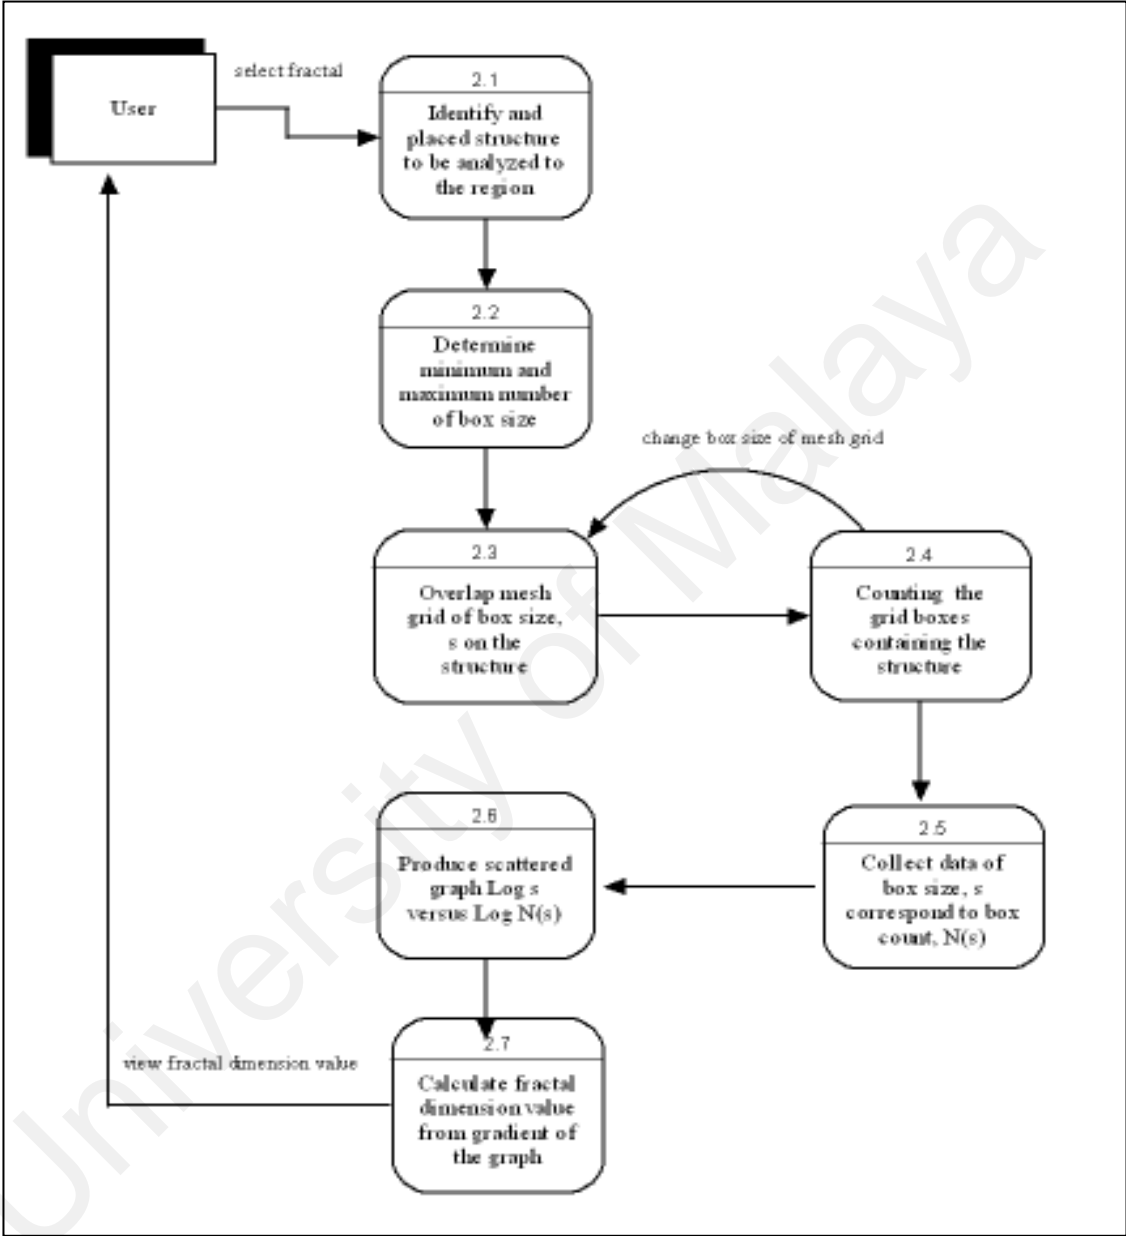 select fractal
User
2.1
Identify and
placed structure
to be analyzed to
the region
2.2
Determine
minimum and
maximum number
of box size
change box size of mesh grid
2.3
Overlap mesh
grid of box size,
s on the
structure
2.4
Counting the
grid boxes
containing the
structure
2.5
Collect data of
box size, s
correspond to box
count, N(s)
2.6
Produce scattered
graph Log s
versus Log N(s)
2.7
Calculate fractal
dimension value
from gradient of
the graph
view fractal dimension value
University of Malaya